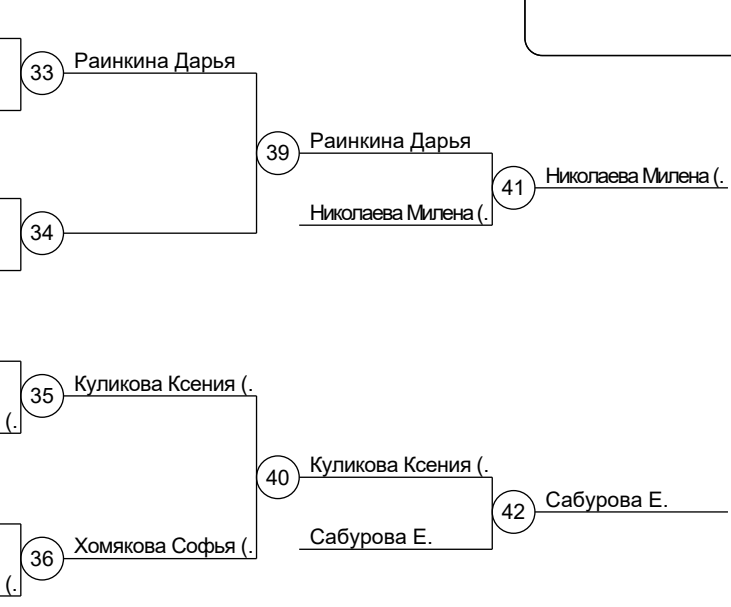 33 Раинкина Дарья
39 Раинкина Дарья
41 Николаева Милена (.
Николаева Милена (.
34
35 Куликова Ксения (.
(.
40 Куликова Ксения (.
42 Сабурова Е.
Сабурова Е.
36 Хомякова Софья (.
(.